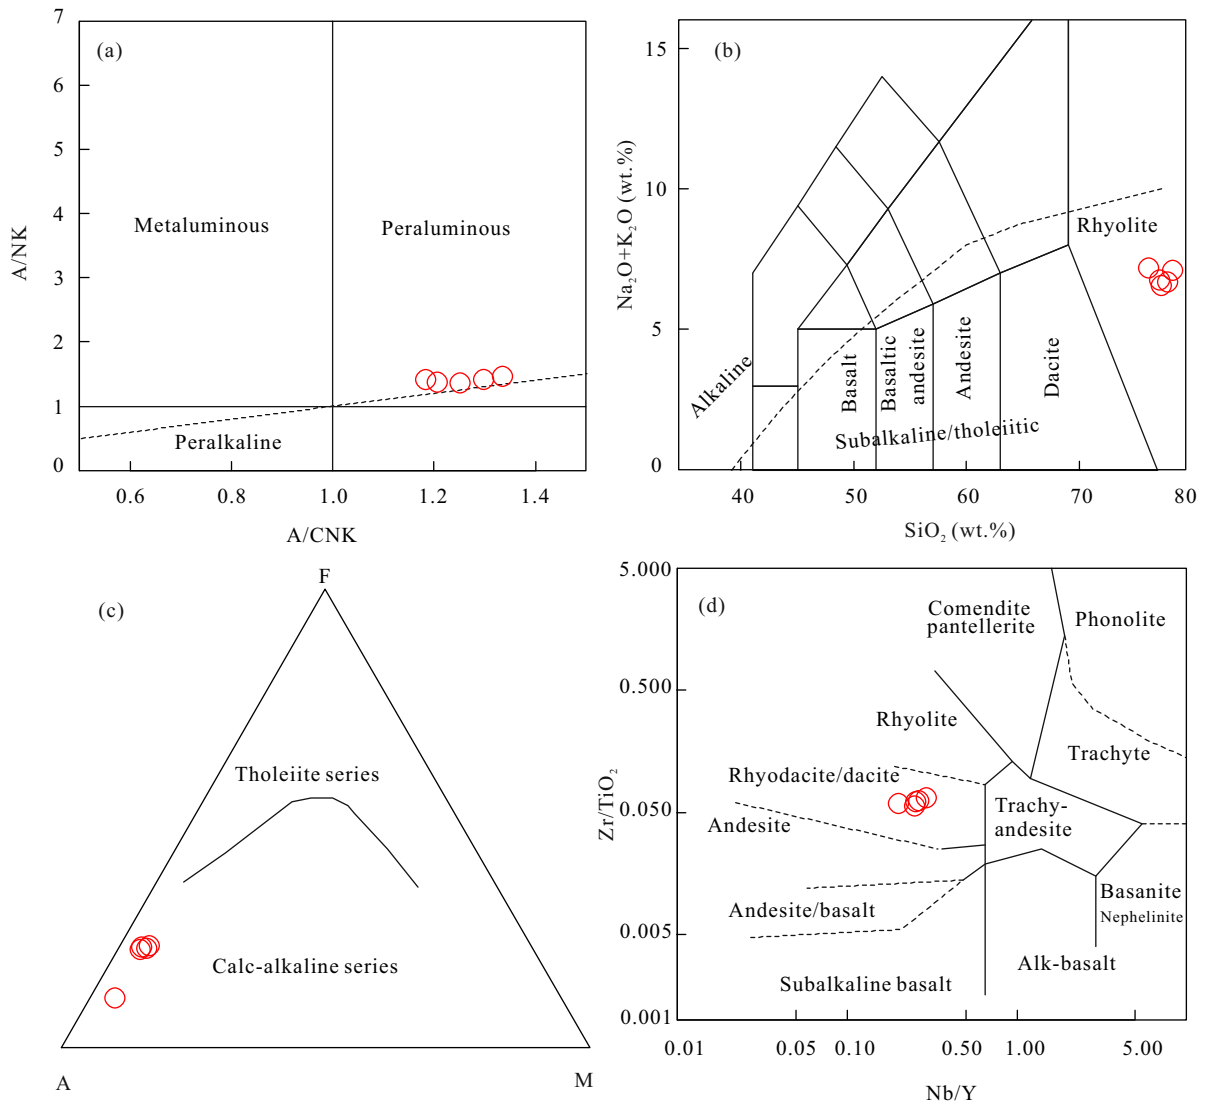 (a)
7
6
5
4
3
2
1
0
A/NK
Metaluminous
Peraluminous
Peralkaline
0.6
0.8
1.0
1.2
1.4
A/CNK
(b)
15
10
5
0
Na₂O+K₂O (wt.%)
Rhyolite
Alkaline
Basalt
Basaltic
andesite
Andesite
Dacite
Subalkaline/tholeiitic
40
50
60
70
80
SiO₂ (wt.%)
(c)
F
Tholeiite series
Calc-alkaline series
A
M
(d)
5.000
0.500
0.050
0.005
0.001
Zr/TiO₂
Comendite
pantellerite
Phonolite
Rhyolite
Trachyte
Rhyodacite/dacite
Andesite
Trachy-
andesite
Basanite
Nephelinite
Andesite/basalt
Alk-basalt
Subalkaline basalt
0.01
0.05
0.10
0.50
1.00
5.00
Nb/Y